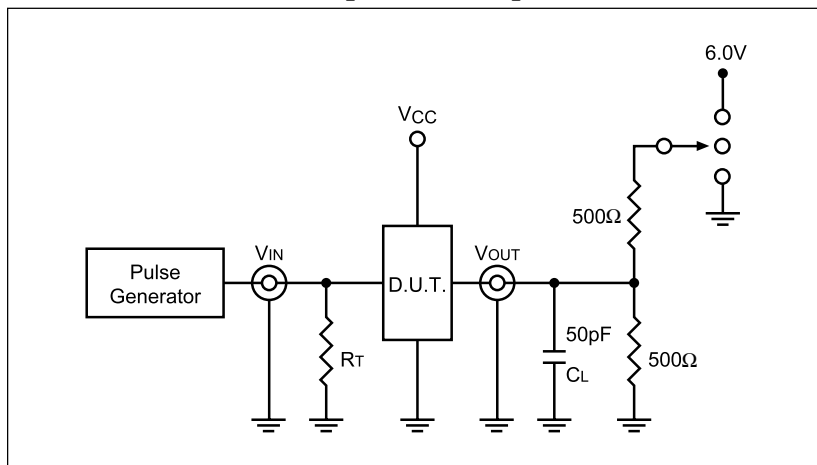 6.0V
VCC
500Ω
VIN
VOUT
Pulse
Generator
D.U.T.
50pF
CL
RT
500Ω